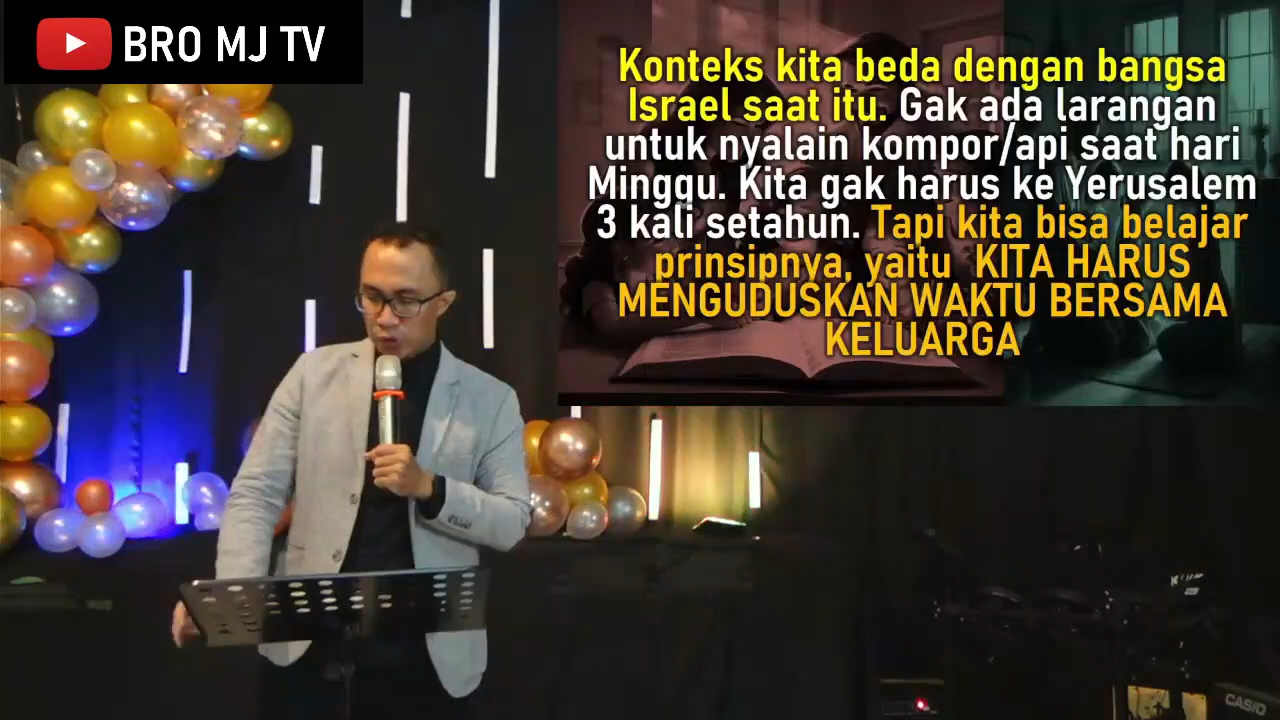 BRO MJ TV
Konteks kita beda dengan bangsa
Israel saat itu. Gak ada larangan
untuk nyalain kompor/api saat hari
Minggu. Kita gak harus ke Yerusalem
3 kali setahun. Tapi kita bisa belajar
prinsipnya, yaitu KITA HARUS
MENGUDUSKAN WAKTU BERSAMA
KELUARGA
CASIO